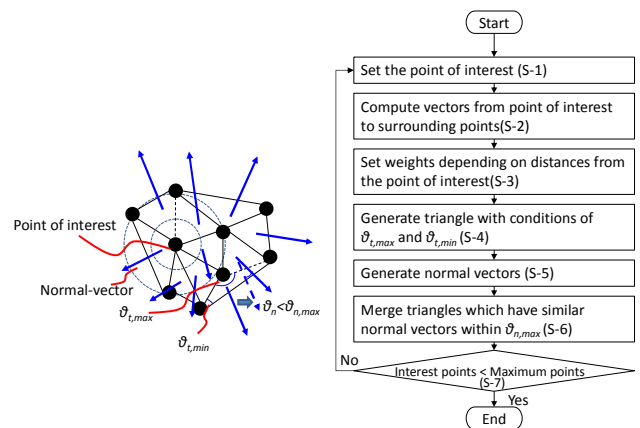 Start
Set the point of interest (S-1)
Compute vectors from point of interest
to surrounding points(S-2)
Set weights depending on distances from
the point of interest(S-3)
Generate triangle with conditions of
ϑt,max and ϑt,min (S-4)
Generate normal vectors (S-5)
Merge triangles which have similar
normal vectors within ϑn,max (S-6)
No
Interest points < Maximum points
(S-7)
Yes
End
Point of interest
Normal-vector
ϑt,max
ϑt,min
ϑn<ϑn,max